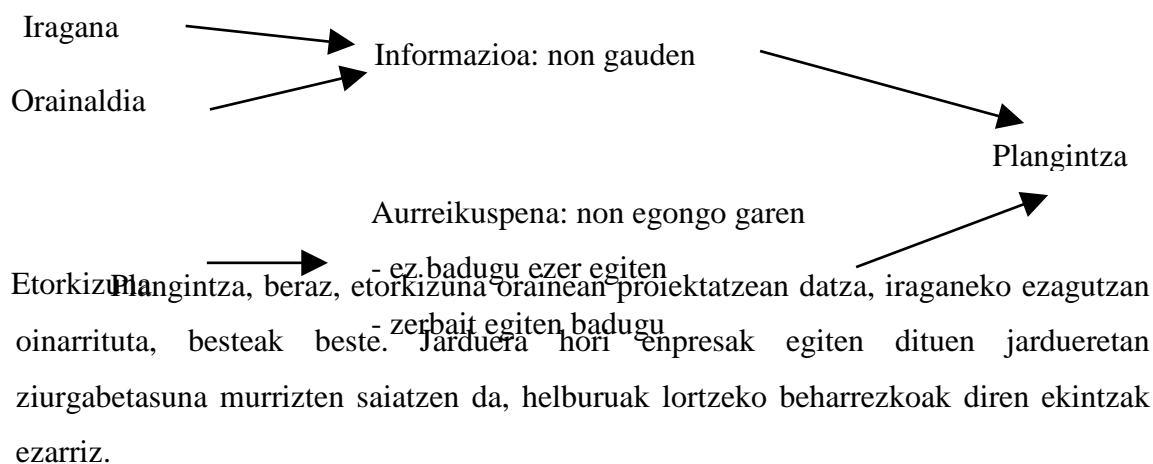 Iragana
Informazioa: non gauden
Orainaldia
Plangintza
Aurreikuspena: non egongo garen
- ez badugu ezer egiten
- zerbait egiten badugu
Etorkizuna
Plangintza, beraz, etorkizuna orainean proiektatzean datza, iraganeko ezagutzan
oinarrituta, besteak beste. Jarduera hori enpresak egiten dituen jardueretan
ziurgabetasuna murrizten saiatzen da, helburuak lortzeko beharrezkoak diren ekintzak
ezarriz.